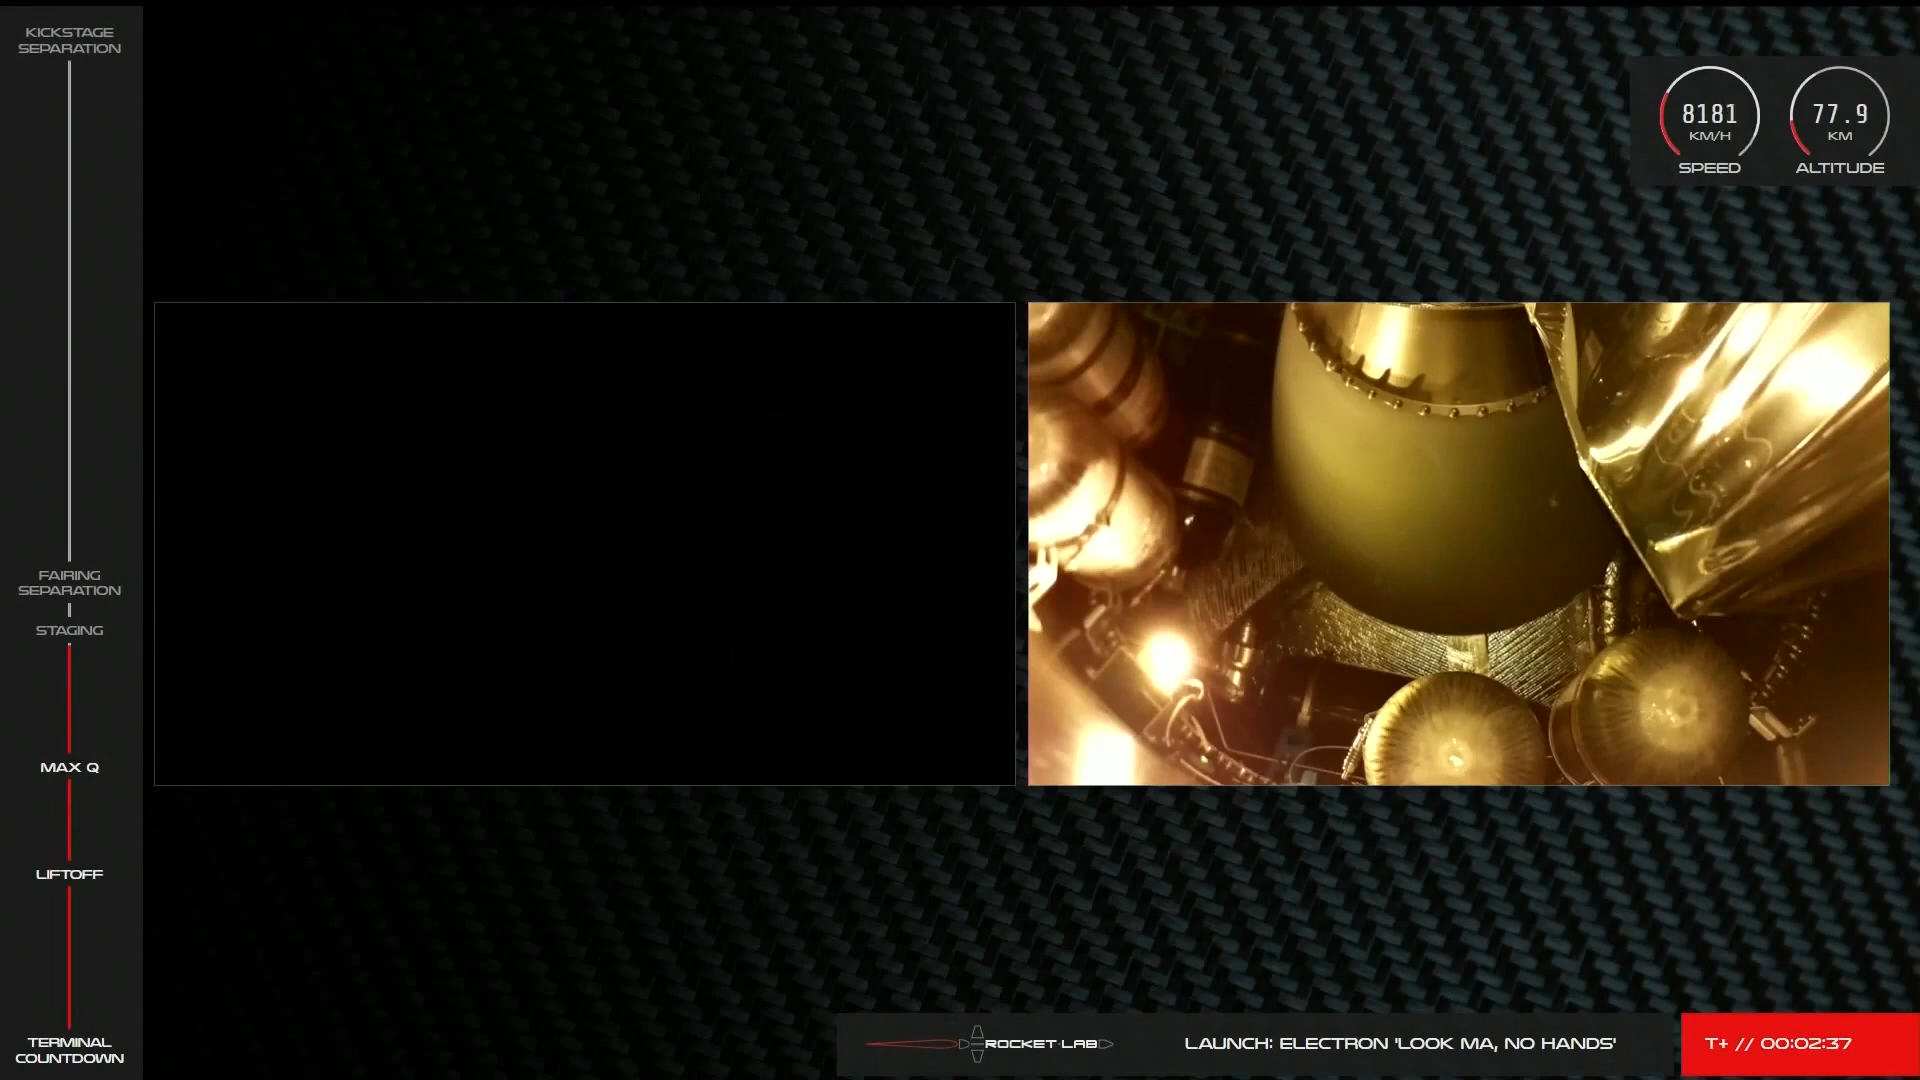 KICKSTAGE
SEPARATION
FAIRING
SEPARATION
STAGING
MAX Q
LIFTOFF
TERMINAL
COUNTDOWN
8181
KM/H
SPEED
77.9
KM
ALTITUDE
ROCKET LAB
LAUNCH: ELECTRON 'LOOK MA, NO HANDS'
T+ // 00:02:37